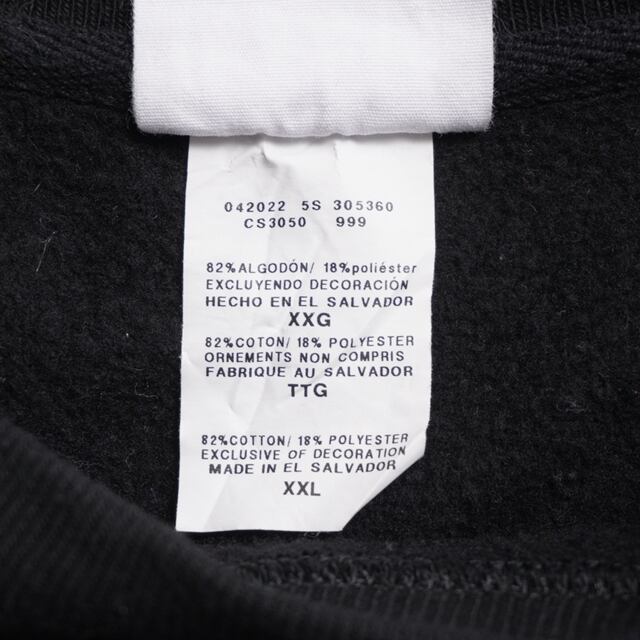 042022 5S 305360
CS3050 999
82%ALGODÓN/ 18%poliéster
EXCLUYENDO DECORACIÓN
HECHO EN EL SALVADOR
XXG
82%COTON/ 18% POLYESTER
ORNEMENTS NON COMPRIS
FABRIQUE AU SALVADOR
TTG
82%COTTON/ 18% POLYESTER
EXCLUSIVE OF DECORATION
MADE IN EL SALVADOR
XXL